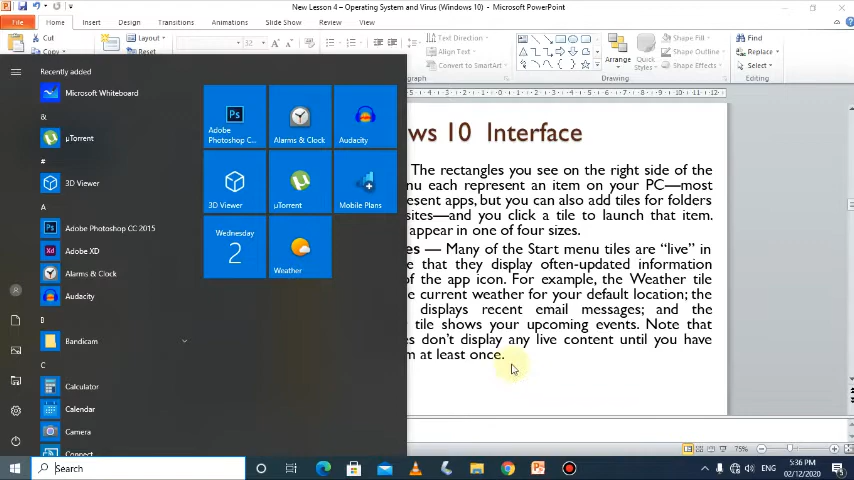 New Lesson 4 – Operating System and Virus (Windows 10) - Microsoft PowerPoint
File Home Insert Design Transitions Animations Slide Show Review View
Cut
Copy
Layout
Reset
32
Text Direction
Align Text
Convert to SmartArt
Arrange
Quick
Styles
Shape Fill
Shape Outline
Shape Effects
Find
Replace
Select
Drawing
Editing
Recently added
Microsoft Whiteboard
&
µTorrent
#
3D Viewer
A
Adobe Photoshop CC 2015
Adobe XD
Alarms & Clock
Audacity
B
Bandicam
C
Calculator
Calendar
Camera
Connect
Adobe
Photoshop C...
Alarms & Clock
Audacity
3D Viewer
µTorrent
Mobile Plans
Wednesday
2
Weather
ws 10 Interface
The rectangles you see on the right side of the
nu each represent an item on your PC—most
resent apps, but you can also add tiles for folders
sites—and you click a tile to launch that item.
appear in one of four sizes.
es — Many of the Start menu tiles are “live” in
e that they display often-updated information
of the app icon. For example, the Weather tile
e current weather for your default location; the
displays recent email messages; and the
tile shows your upcoming events. Note that
es don’t display any live content until you have
m at least once.
75%
Search
ENG
5:36 PM
02/12/2020